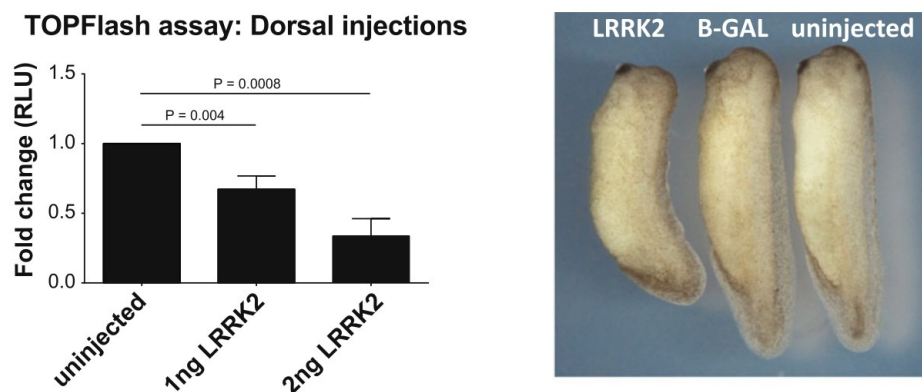 TOPFlash assay: Dorsal injections
Fold change (RLU)
1.5
1.0
0.5
0.0
P = 0.0008
P = 0.004
uninjected
1ng LRRK2
2ng LRRK2
LRRK2 B-GAL uninjected